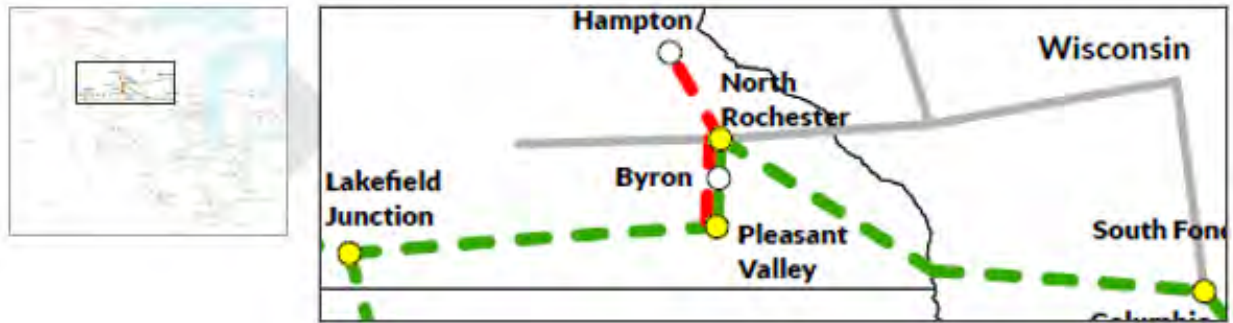 Hampton
Wisconsin
North
Rochester
Byron
Lakefield
Junction
Pleasant
Valley
South Fon